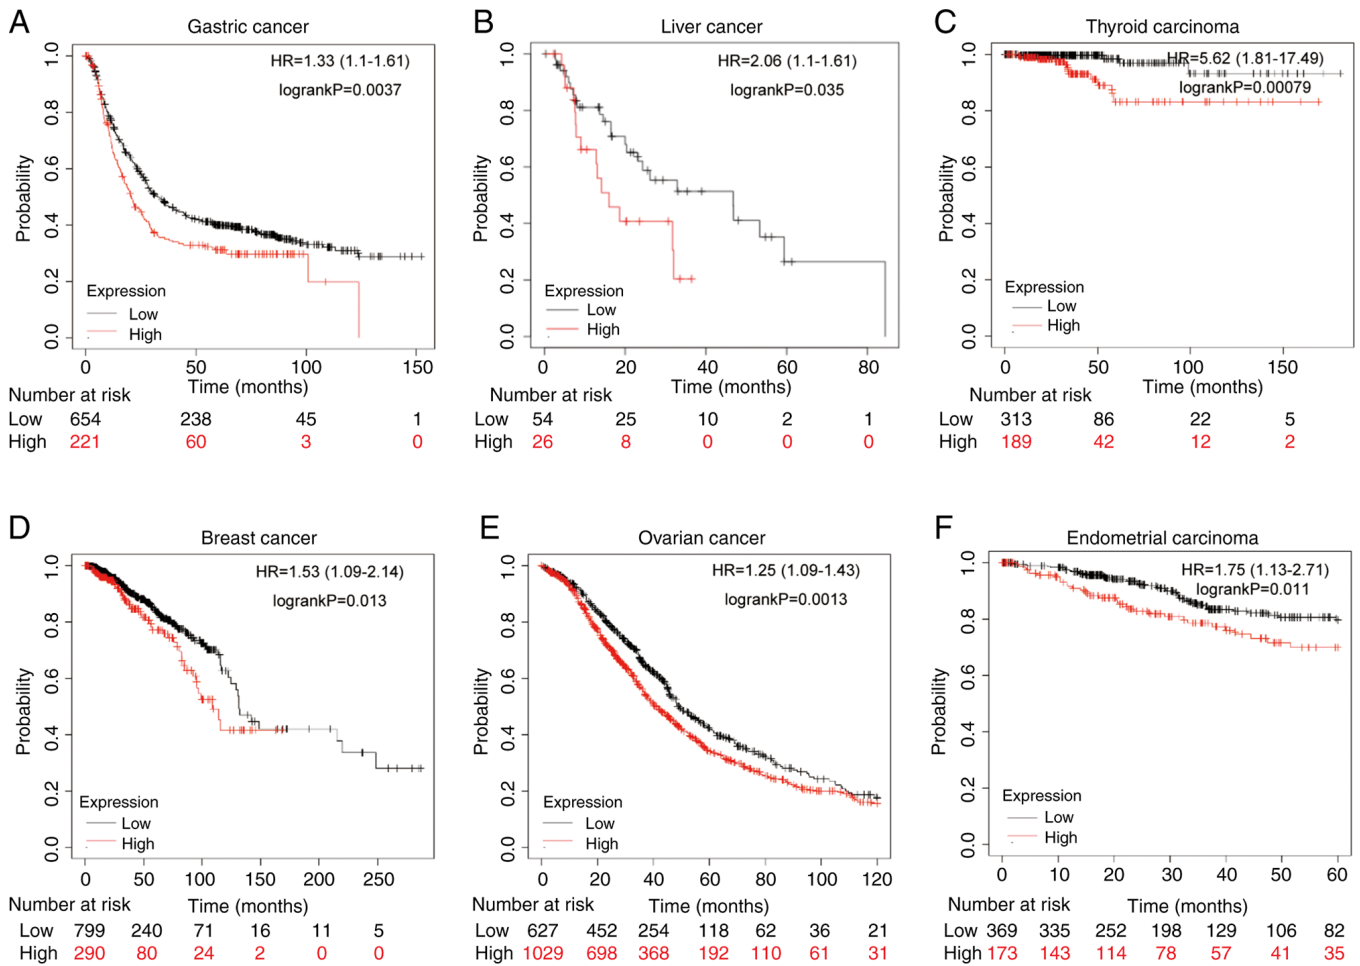 A
Gastric cancer
HR=1.33 (1.1-1.61)
logrankP=0.0037
Probability
1.0
0.8
0.6
0.4
0.2
0.0
Expression
Low
High
0 50 100 150
Time (months)
Number at risk
Low 654 238 45 1
High 221 60 3 0
B
Liver cancer
HR=2.06 (1.1-1.61)
logrankP=0.035
Probability
1.0
0.8
0.6
0.4
0.2
0.0
Expression
Low
High
0 20 40 60 80
Time (months)
Number at risk
Low 54 25 10 2 1
High 26 8 0 0 0
C
Thyroid carcinoma
HR=5.62 (1.81-17.49)
logrankP=0.00079
Probability
1.0
0.8
0.6
0.4
0.2
0.0
Expression
Low
High
0 50 100 150
Time (months)
Number at risk
Low 313 86 22 5
High 189 42 12 2
D
Breast cancer
HR=1.53 (1.09-2.14)
logrankP=0.013
Probability
1.0
0.8
0.6
0.4
0.2
0.0
Expression
Low
High
0 50 100 150 200 250
Time (months)
Number at risk
Low 799 240 71 16 11 5
High 290 80 24 2 0 0
E
Ovarian cancer
HR=1.25 (1.09-1.43)
logrankP=0.0013
Probability
1.0
0.8
0.6
0.4
0.2
0.0
Expression
Low
High
0 20 40 60 80 100 120
Time (months)
Number at risk
Low 627 452 254 118 62 36 21
High 1029 698 368 192 110 61 31
F
Endometrial carcinoma
HR=1.75 (1.13-2.71)
logrankP=0.011
Probability
1.0
0.8
0.6
0.4
0.2
0.0
Expression
Low
High
0 10 20 30 40 50 60
Time (months)
Number at risk
Low 369 335 252 198 129 106 82
High 173 143 114 78 57 41 35